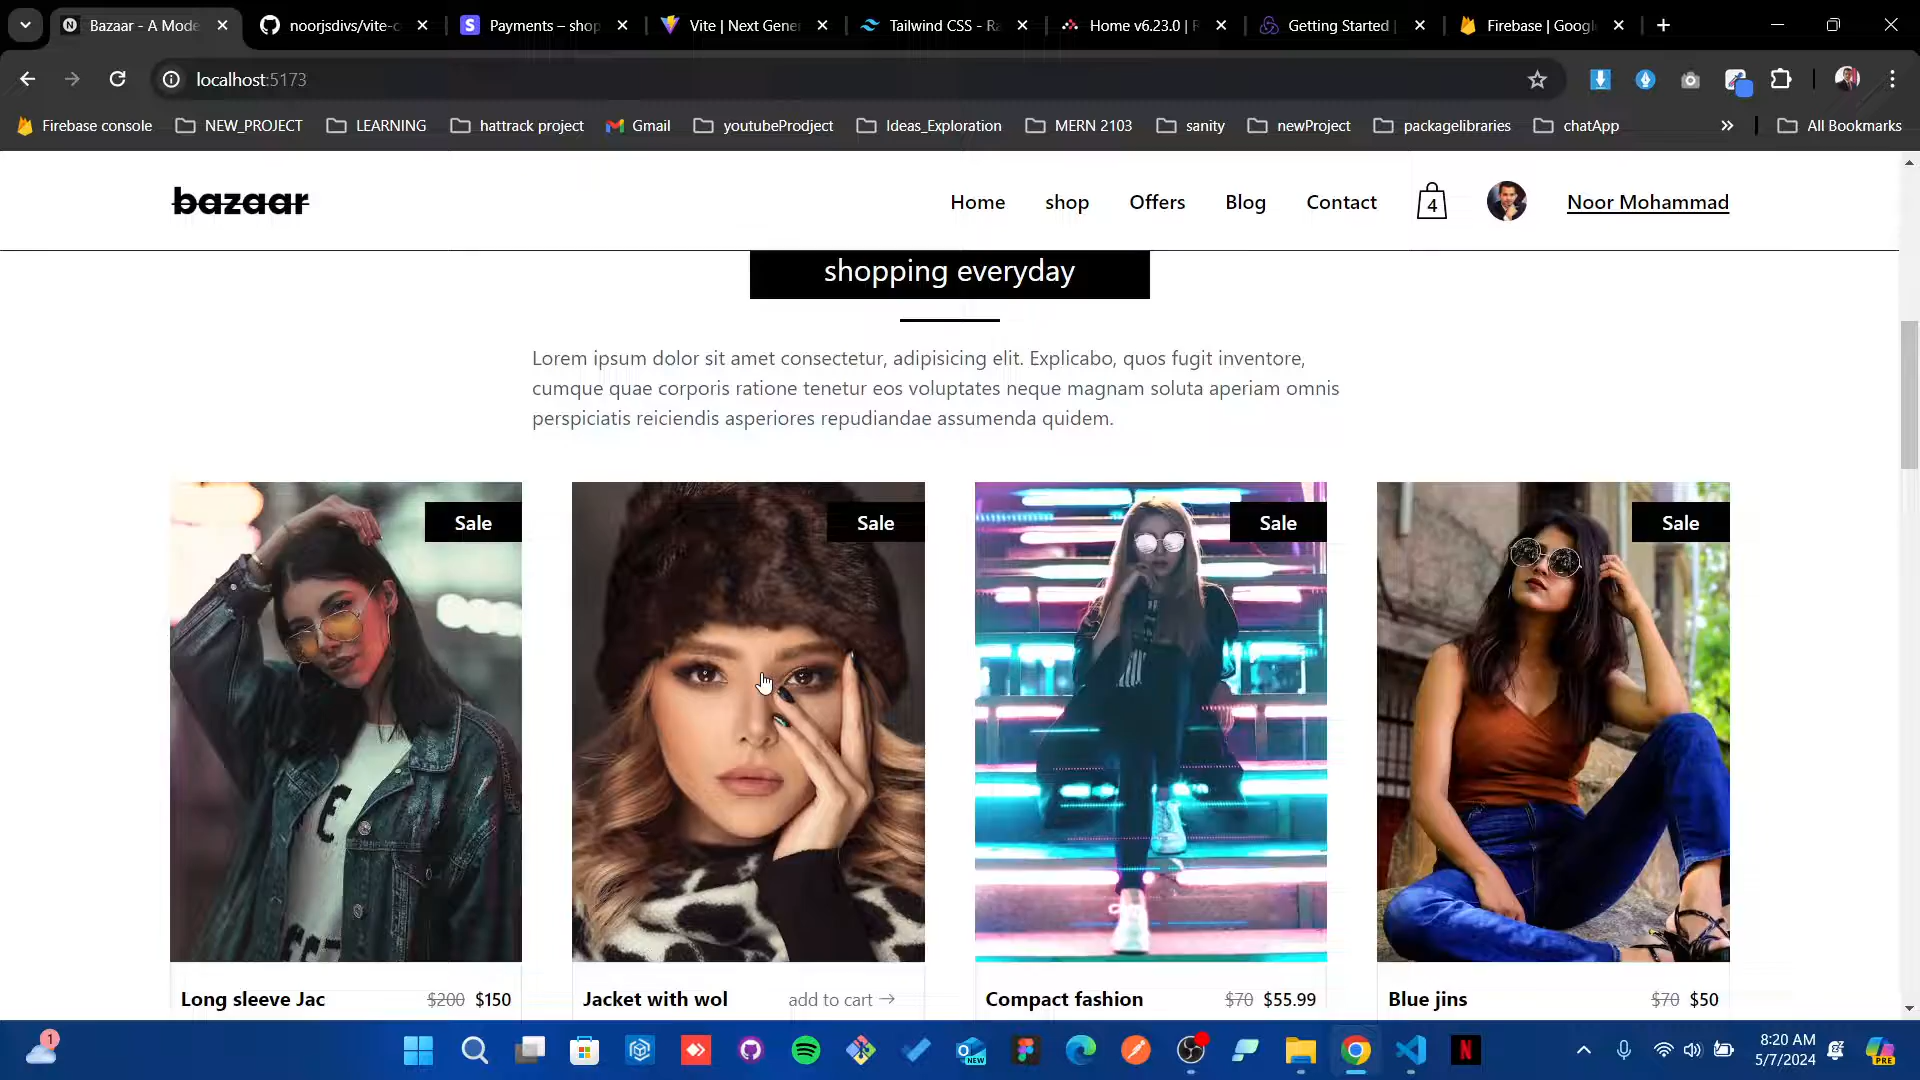 Bazaar - A Mode
noorjsdivs/vite-c
Payments – shop
Vite | Next Gene
Tailwind CSS - Ra
Home v6.23.0 | R
Getting Started |
Firebase | Googl
localhost:5173
Firebase console
NEW_PROJECT
LEARNING
hattrack project
Gmail
youtubeProdject
Ideas_Exploration
MERN 2103
sanity
newProject
packagelibraries
chatApp
All Bookmarks
bazaar
Home
shop
Offers
Blog
Contact
4
Noor Mohammad
shopping everyday
Lorem ipsum dolor sit amet consectetur, adipisicing elit. Explicabo, quos fugit inventore,
cumque quae corporis ratione tenetur eos voluptates neque magnam soluta aperiam omnis
perspiciatis reiciendis asperiores repudiandae assumenda quidem.
Sale
Sale
Sale
Sale
Long sleeve Jac
$200 $150
Jacket with wol
add to cart →
Compact fashion
$70 $55.99
Blue jins
$70 $50
1
NEW
8:20 AM
5/7/2024
PRE